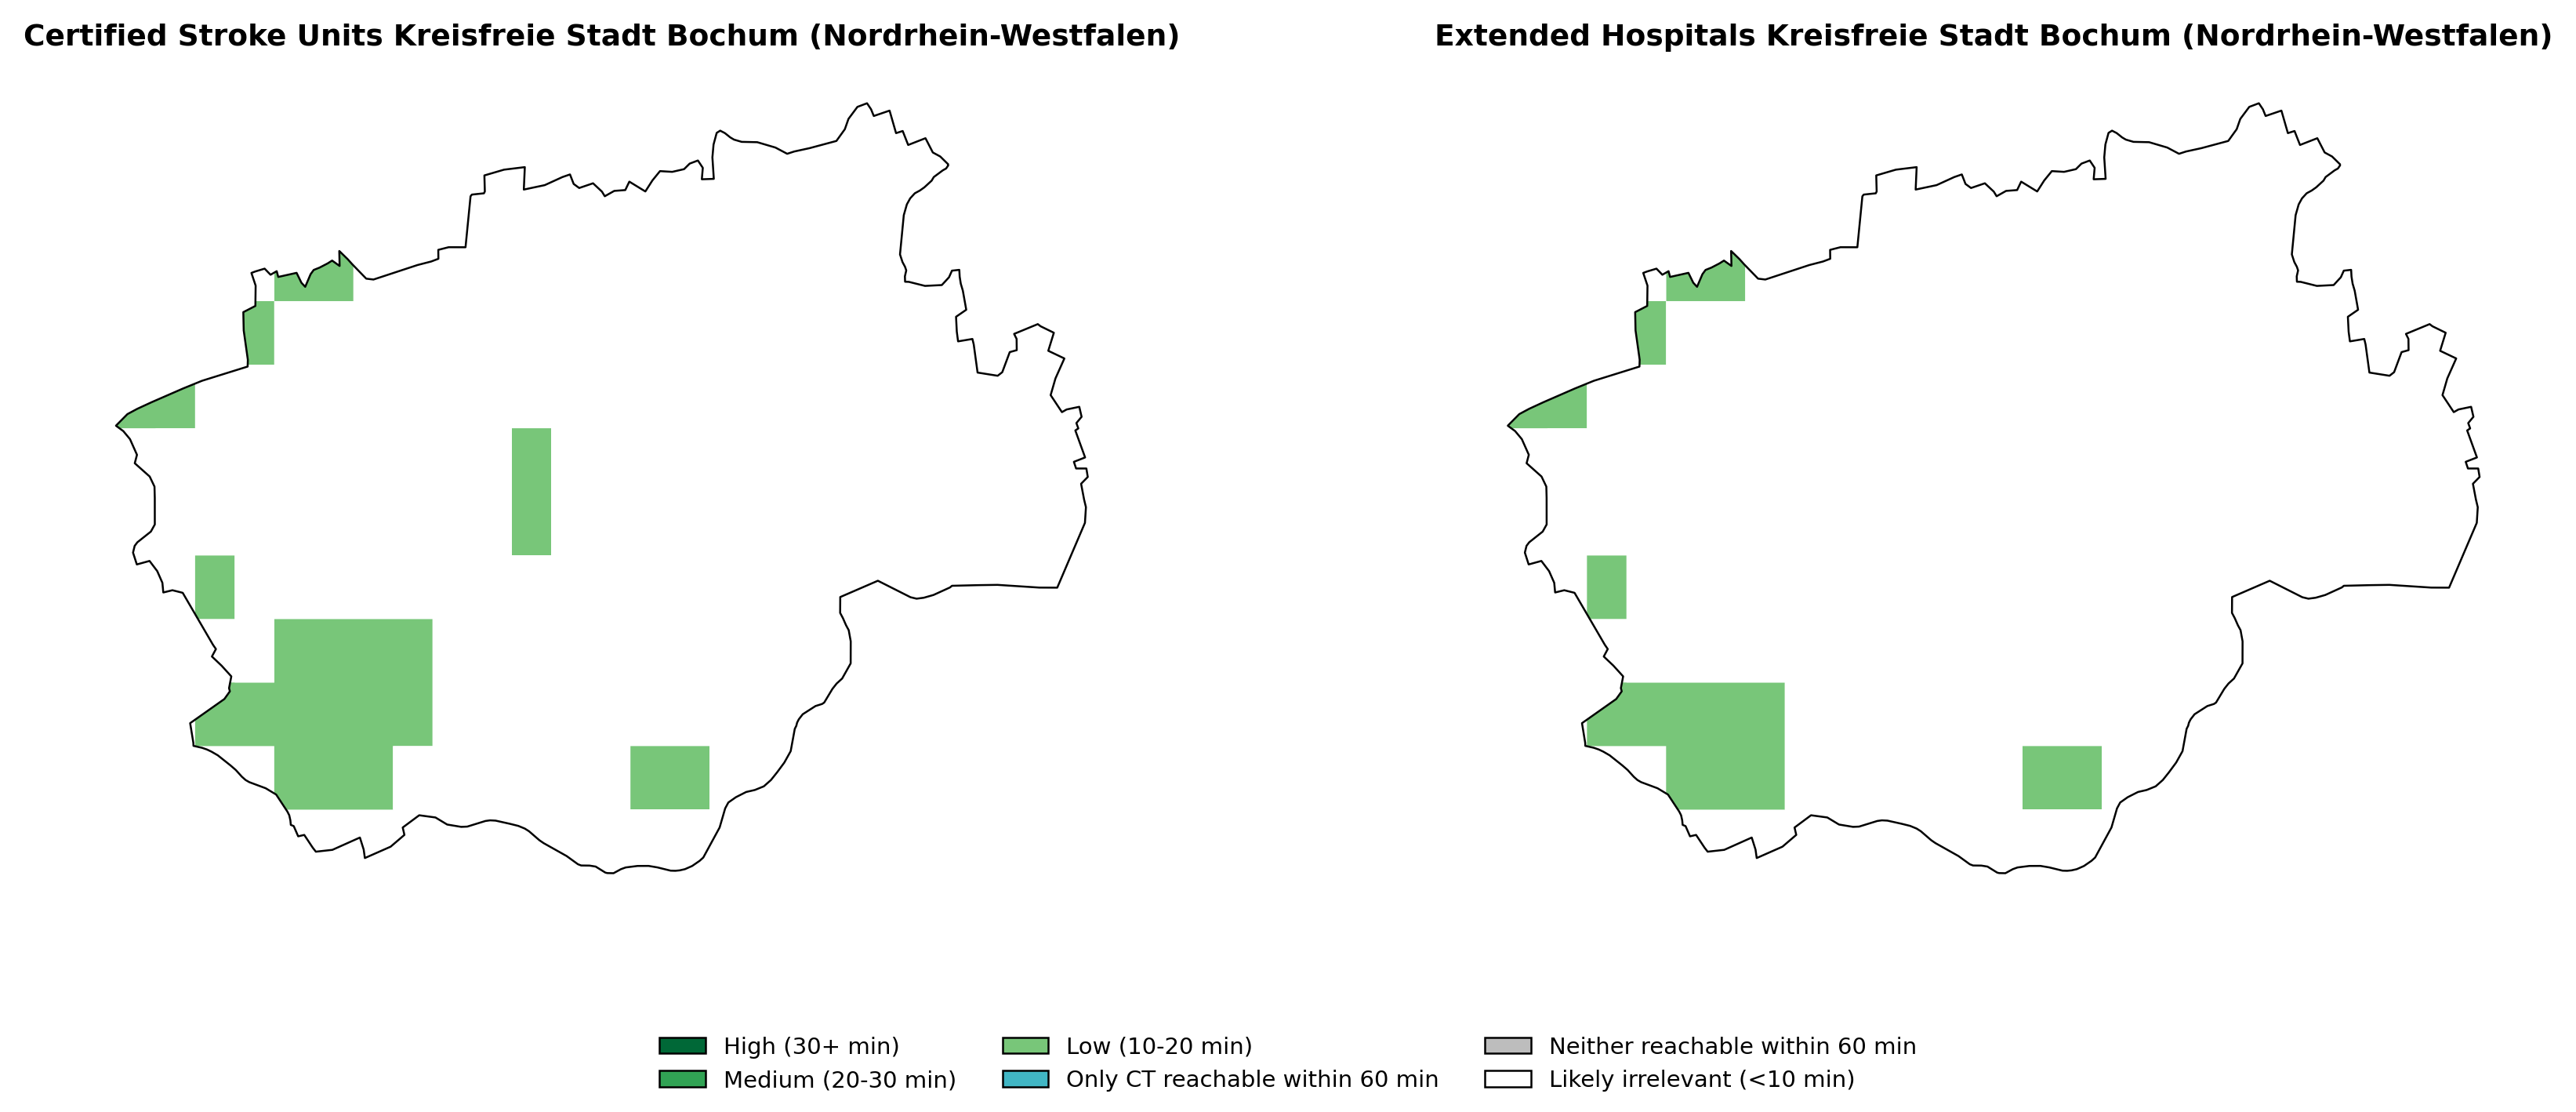 Certified Stroke Units Kreisfreie Stadt Bochum (Nordrhein-Westfalen)
Extended Hospitals Kreisfreie Stadt Bochum (Nordrhein-Westfalen)
High (30+ min)
Medium (20-30 min)
Low (10-20 min)
Only CT reachable within 60 min
Neither reachable within 60 min
Likely irrelevant (<10 min)